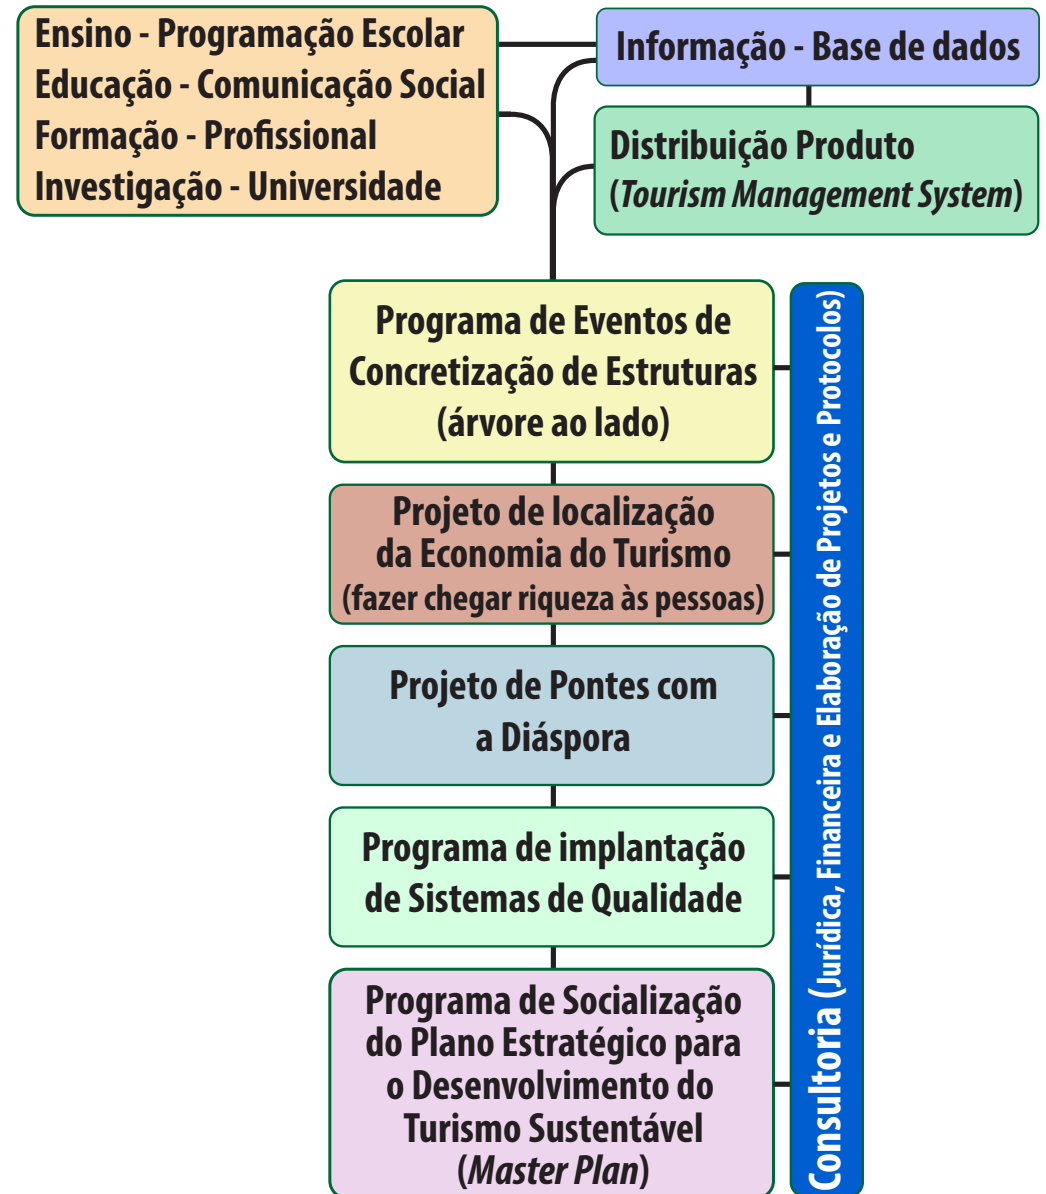 Ensino - Programação Escolar
Educação - Comunicação Social
Formação - Profissional
Investigação - Universidade
Informação - Base de dados
Distribuição Produto
(Tourism Management System)
Programa de Eventos de
Concretização de Estruturas
(árvore ao lado)
Projeto de localização
da Economia do Turismo
(fazer chegar riqueza às pessoas)
Projeto de Pontes com
a Diáspora
Programa de implantação
de Sistemas de Qualidade
Programa de Socialização
do Plano Estratégico para
o Desenvolvimento do
Turismo Sustentável
(Master Plan)
Consultoria (Jurídica, Financeira e Elaboração de Projetos e Protocolos)